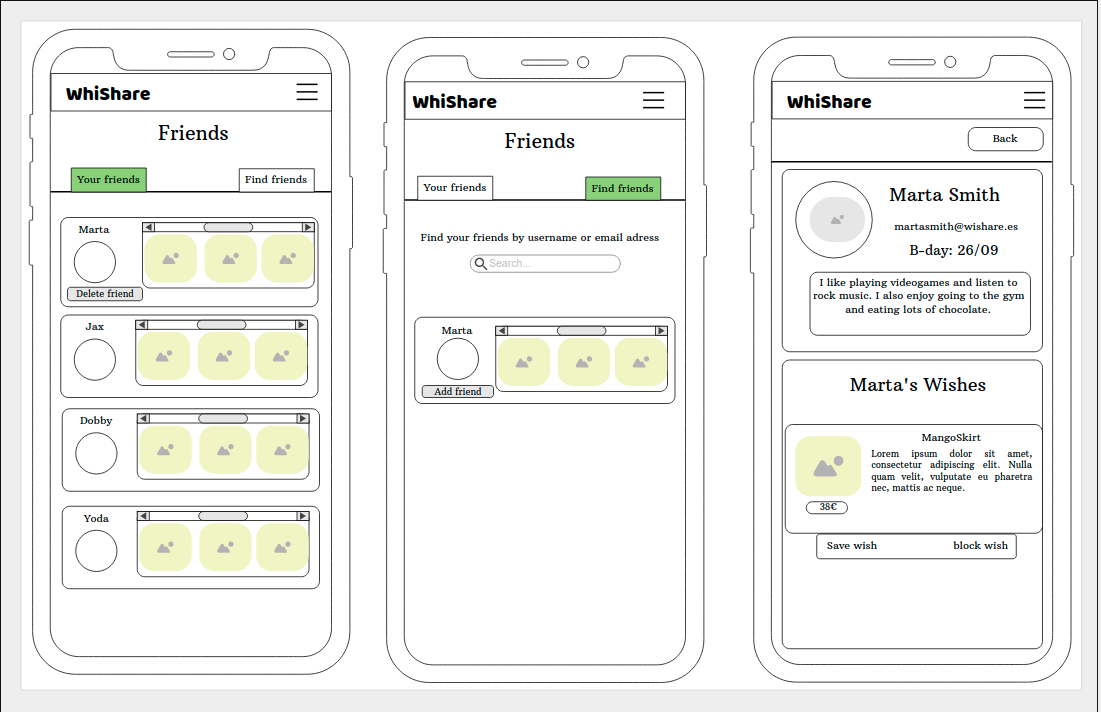 WhiShare
Friends
Your friends
Find friends
Marta
Delete friend
Jax
Dobby
Yoda
WhiShare
Friends
Your friends
Find friends
Find your friends by username or email adress
Search...
Marta
Add friend
WhiShare
Back
Marta Smith
martasmith@wishare.es
B-day: 26/09
I like playing videogames and listen to
rock music. I also enjoy going to the gym
and eating lots of chocolate.
Marta's Wishes
MangoSkirt
Lorem ipsum dolor sit amet,
consectetur adipiscing elit. Nulla
quam velit, vulputate eu pharetra
nec, mattis ac neque.
38€
Save wish
block wish